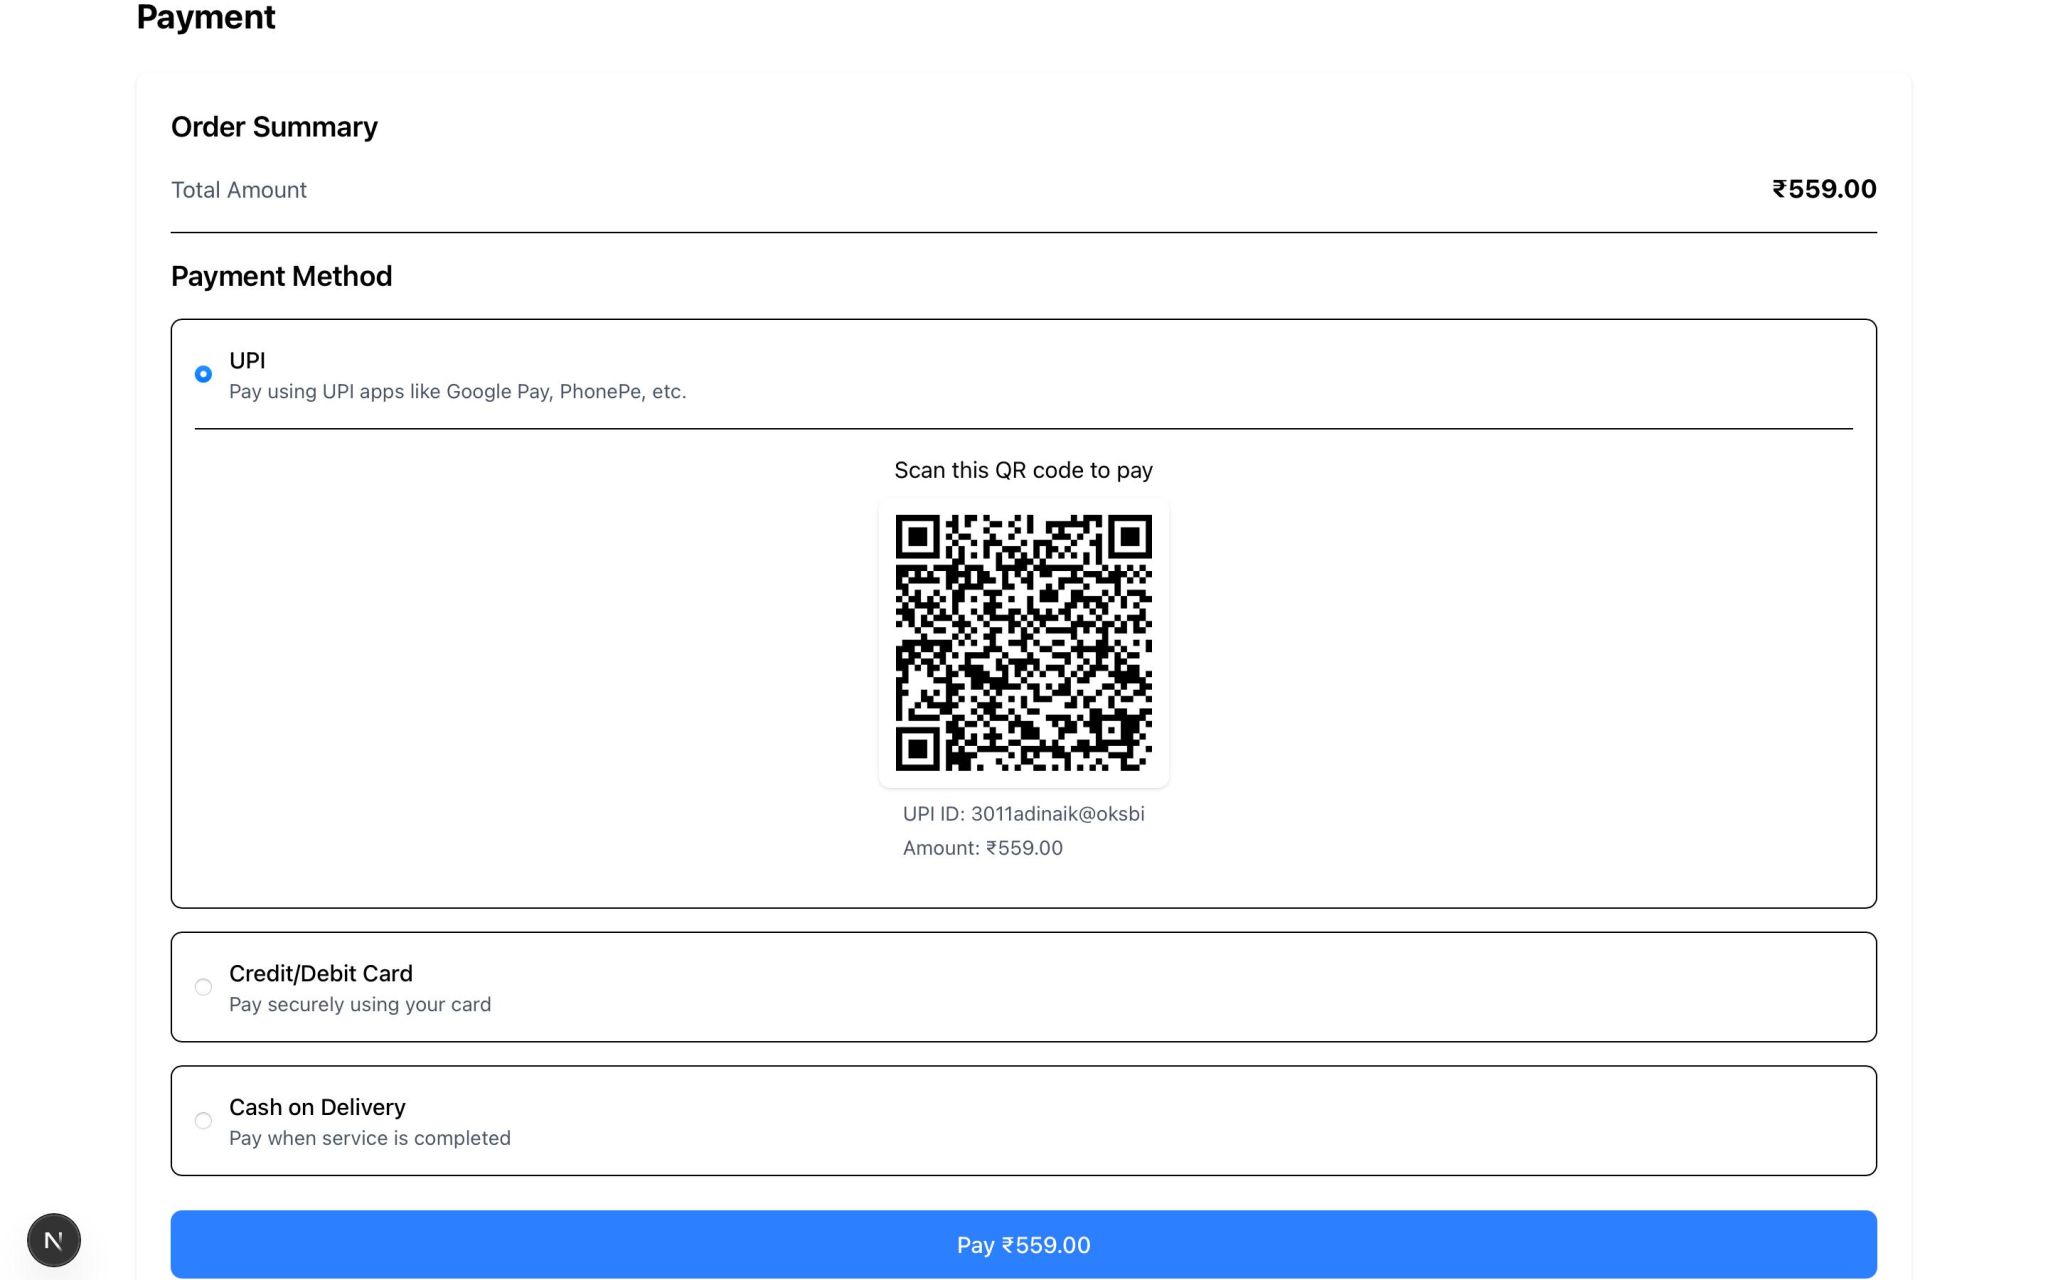 Payment
Order Summary
Total Amount
₹559.00
Payment Method
UPI
Pay using UPI apps like Google Pay, PhonePe, etc.
Scan this QR code to pay
UPI ID: 3011adinaik@oksbi
Amount: ₹559.00
Credit/Debit Card
Pay securely using your card
Cash on Delivery
Pay when service is completed
N
Pay ₹559.00